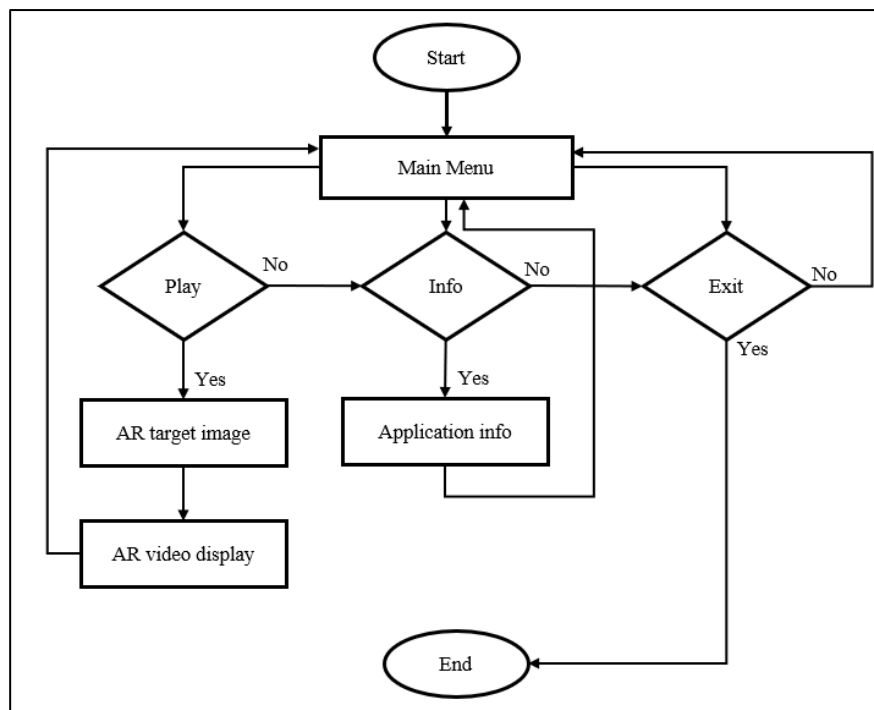 Start
Main Menu
Play
No
Info
No
Exit
No
Yes
Yes
Yes
AR target image
Application info
AR video display
End